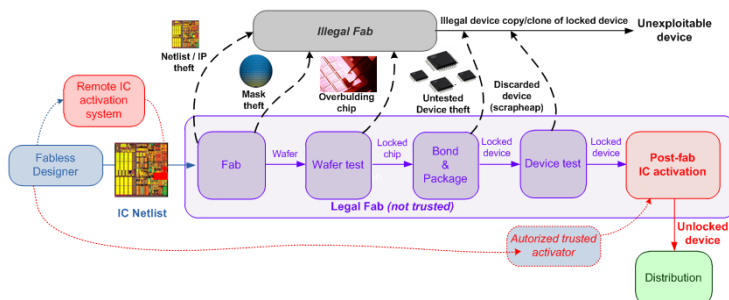 Illegal Fab
Illegal device copy/clone of locked device
Unexploitable
device
Netlist / IP
theft
Mask
theft
Overbulding
chip
Untested
Device theft
Discarded
device
(scrapheap)
Remote IC
activation
system
Fabless
Designer
IC Netlist
Fab
Wafer
Wafer test
Locked
chip
Bond
&
Package
Locked
device
Device test
Locked
device
Post-fab
IC activation
Legal Fab (not trusted)
Autorized trusted
activator
Unlocked
device
Distribution